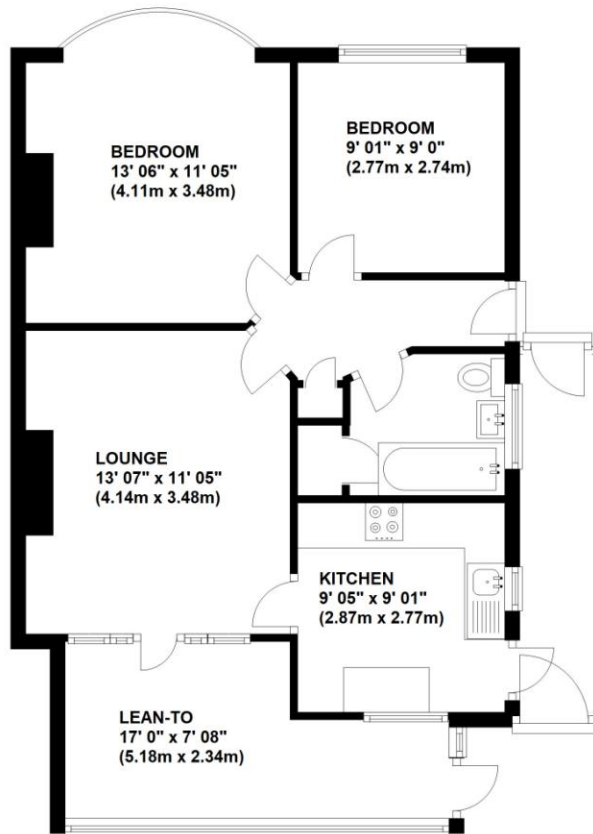 BEDROOM
13' 06" x 11' 05"
(4.11m x 3.48m)
BEDROOM
9' 01" x 9' 0"
(2.77m x 2.74m)
LOUNGE
13' 07" x 11' 05"
(4.14m x 3.48m)
KITCHEN
9' 05" x 9' 01"
(2.87m x 2.77m)
LEAN-TO
17' 0" x 7' 08"
(5.18m x 2.34m)